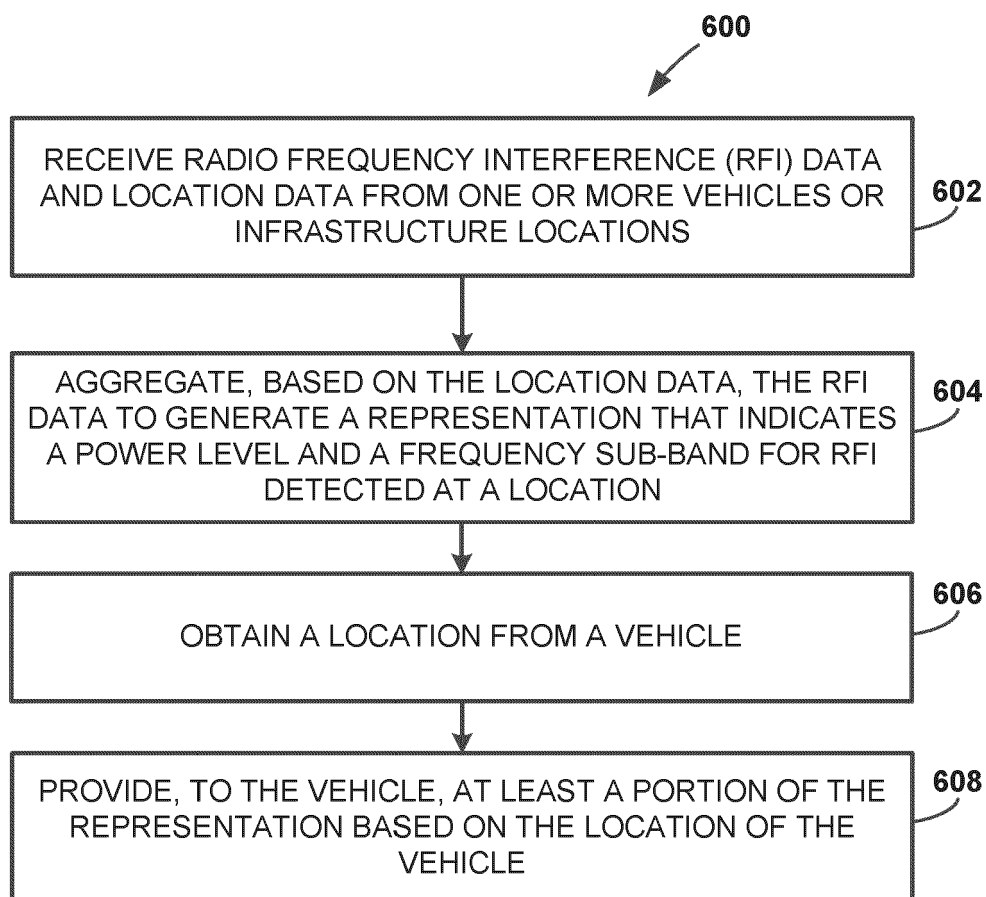 600
RECEIVE RADIO FREQUENCY INTERFERENCE (RFI) DATA
AND LOCATION DATA FROM ONE OR MORE VEHICLES OR
INFRASTRUCTURE LOCATIONS
602
AGGREGATE, BASED ON THE LOCATION DATA, THE RFI
DATA TO GENERATE A REPRESENTATION THAT INDICATES
A POWER LEVEL AND A FREQUENCY SUB-BAND FOR RFI
DETECTED AT A LOCATION
604
OBTAIN A LOCATION FROM A VEHICLE
606
PROVIDE, TO THE VEHICLE, AT LEAST A PORTION OF THE
REPRESENTATION BASED ON THE LOCATION OF THE
VEHICLE
608